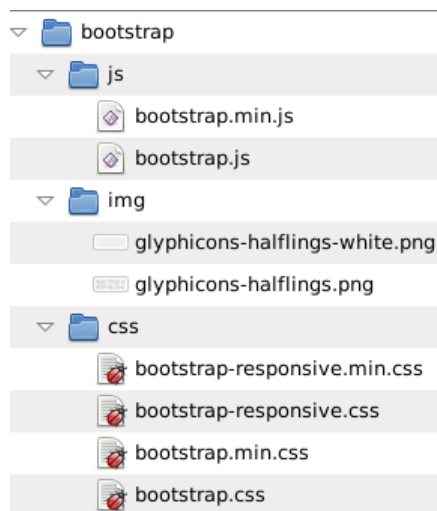 bootstrap
js
bootstrap.min.js
bootstrap.js
img
glyphicons-halflings-white.png
glyphicons-halflings.png
css
bootstrap-responsive.min.css
bootstrap-responsive.css
bootstrap.min.css
bootstrap.css